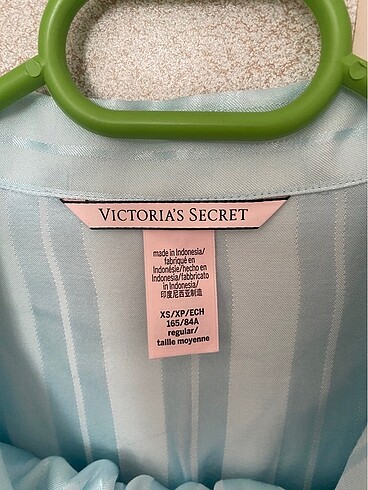 VICTORIA'S SECRET
made in Indonesia/
fabriqué en
Indonésie/hecho en
Indonesia/fabbricato
in Indonesia/
印度尼西亚制造
XS/XP/ECH
165/84A
regular/
taille moyenne